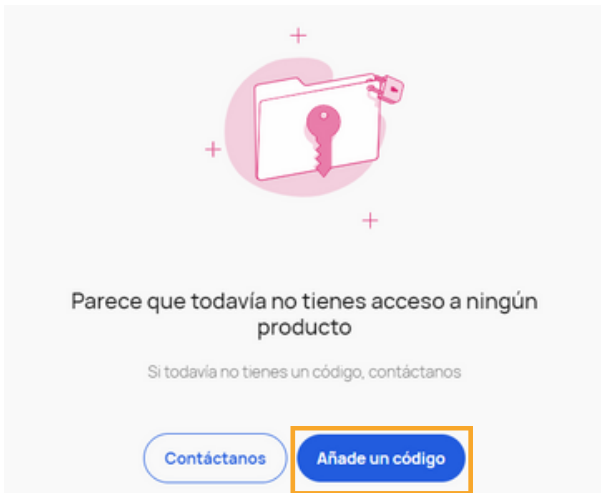 Parece que todavía no tienes acceso a ningún
producto
Si todavía no tienes un código, contáctanos
Contáctanos
Añade un código